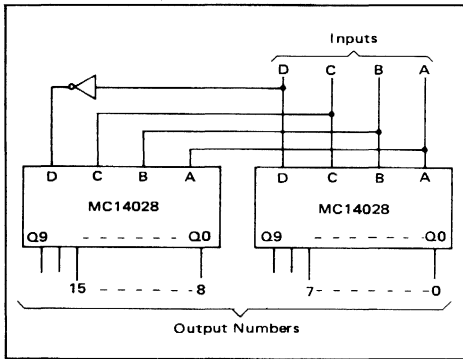 Inputs
D C B A
D C B A D C B A
MC14028 MC14028
Q9 - - - - - - - Q0 Q9 - - - - - - - Q0
15 - - - - - - - 8 7 - - - - - - - 0
Output Numbers